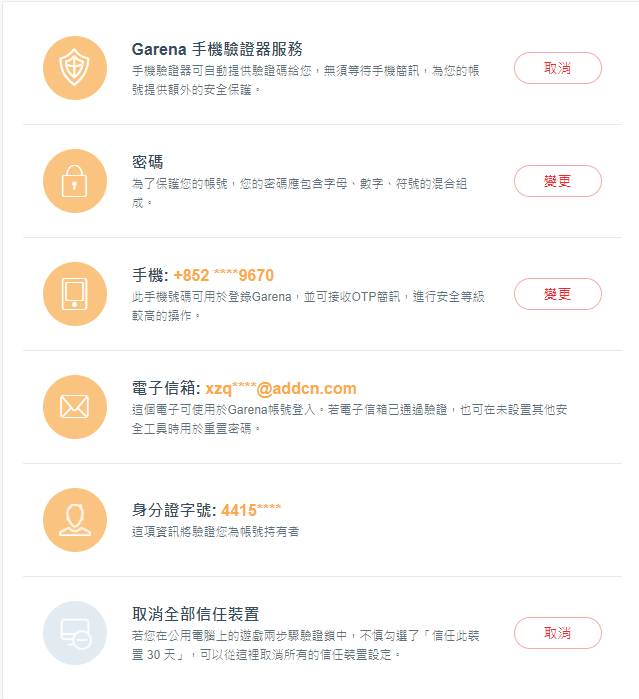 Garena 手機驗證器服務
手機驗證器可自動提供驗證碼給您，無須等待手機簡訊，為您的帳
號提供額外的安全保護。
取消
密碼
為了保護您的帳號，您的密碼應包含字母、數字、符號的混合組
成。
變更
手機: +852 ****9670
此手機號碼可用於登錄Garena，並可接收OTP簡訊，進行安全等級
較高的操作。
變更
電子信箱: xzq****@addcn.com
這個電子可使用於Garena帳號登入。若電子信箱已通過驗證，也可在未設置其他安
全工具時用於重置密碼。
身分證字號: 4415****
這項資訊將驗證您為帳號持有者
取消全部信任裝置
若您在公用電腦上的遊戲兩步驟驗證鎖中，不慎勾選了「信任此裝
置 30 天」，可以從這裡取消所有的信任裝置設定。
取消